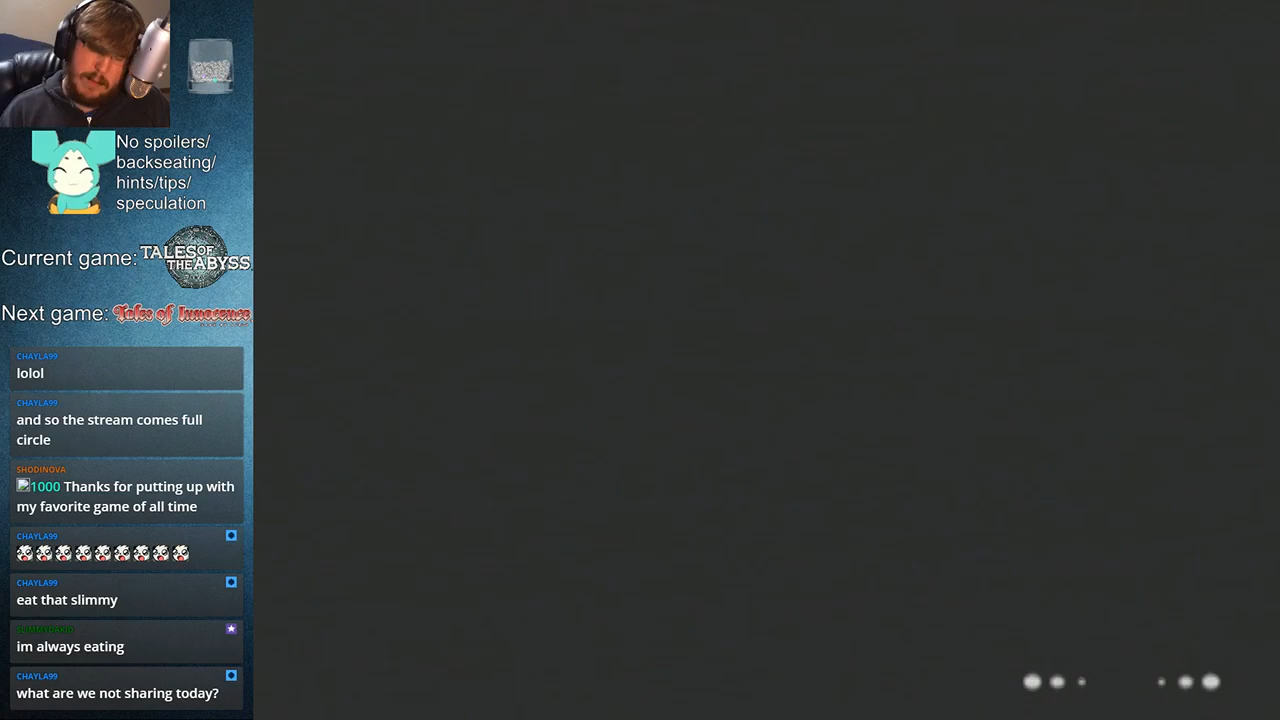 No spoilers/
backseating/
hints/tips/
speculation
Current game: TALES OF THE ABYSS
Next game: Tales of Innocence
CHAYLA99
lolol
CHAYLA99
and so the stream comes full
circle
SHODINOVA
1000 Thanks for putting up with
my favorite game of all time
CHAYLA99
CHAYLA99
eat that slimmy
im always eating
CHAYLA99
what are we not sharing today?